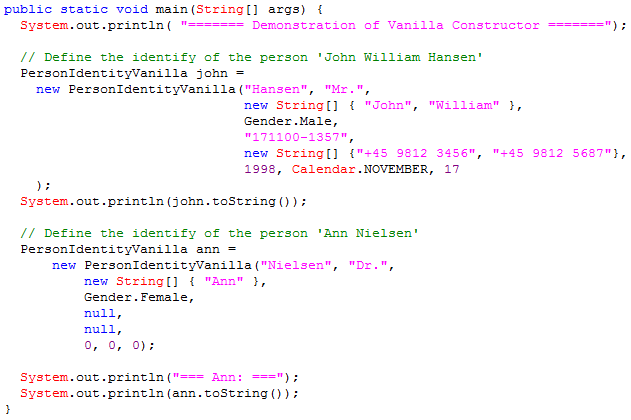 public static void main(String[] args) {
  System.out.println( "======= Demonstration of Vanilla Constructor =======");

  // Define the identify of the person 'John William Hansen'
  PersonIdentityVanilla john =
    new PersonIdentityVanilla("Hansen", "Mr.",
                              new String[] { "John", "William" },
                              Gender.Male,
                              "171100-1357",
                              new String[] {"+45 9812 3456", "+45 9812 5687"},
                              1998, Calendar.NOVEMBER, 17
    );
  System.out.println(john.toString());

  // Define the identity of the person 'Ann Nielsen'
  PersonIdentityVanilla ann =
      new PersonIdentityVanilla("Nielsen", "Dr.",
          new String[] { "Ann" },
          Gender.Female,
          null,
          null,
          0, 0, 0);

  System.out.println("=== Ann: ===");
  System.out.println(ann.toString());
}